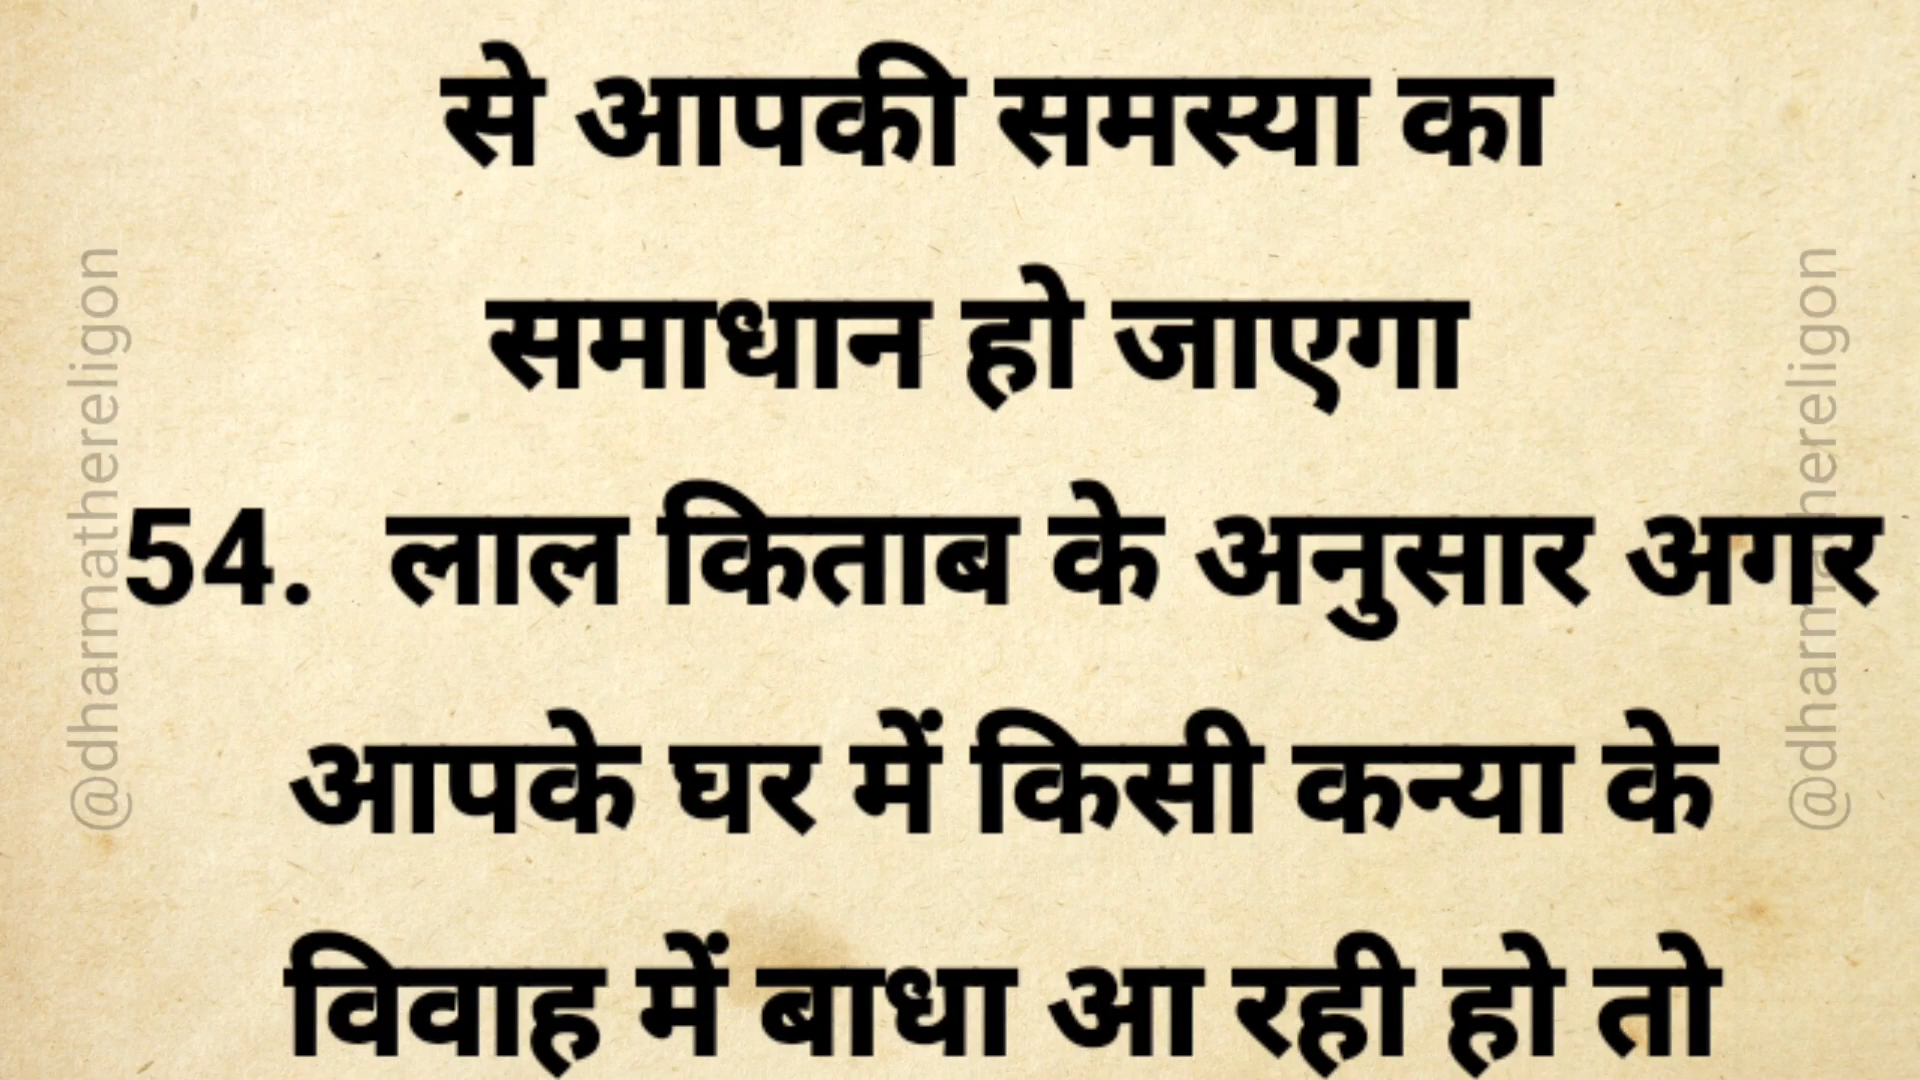 से आपकी समस्या का
समाधान हो जाएगा
54. लाल किताब के अनुसार अगर
आपके घर में किसी कन्या के
विवाह में बाधा आ रही हो तो
@dharmathereligon
@dharmathereligon